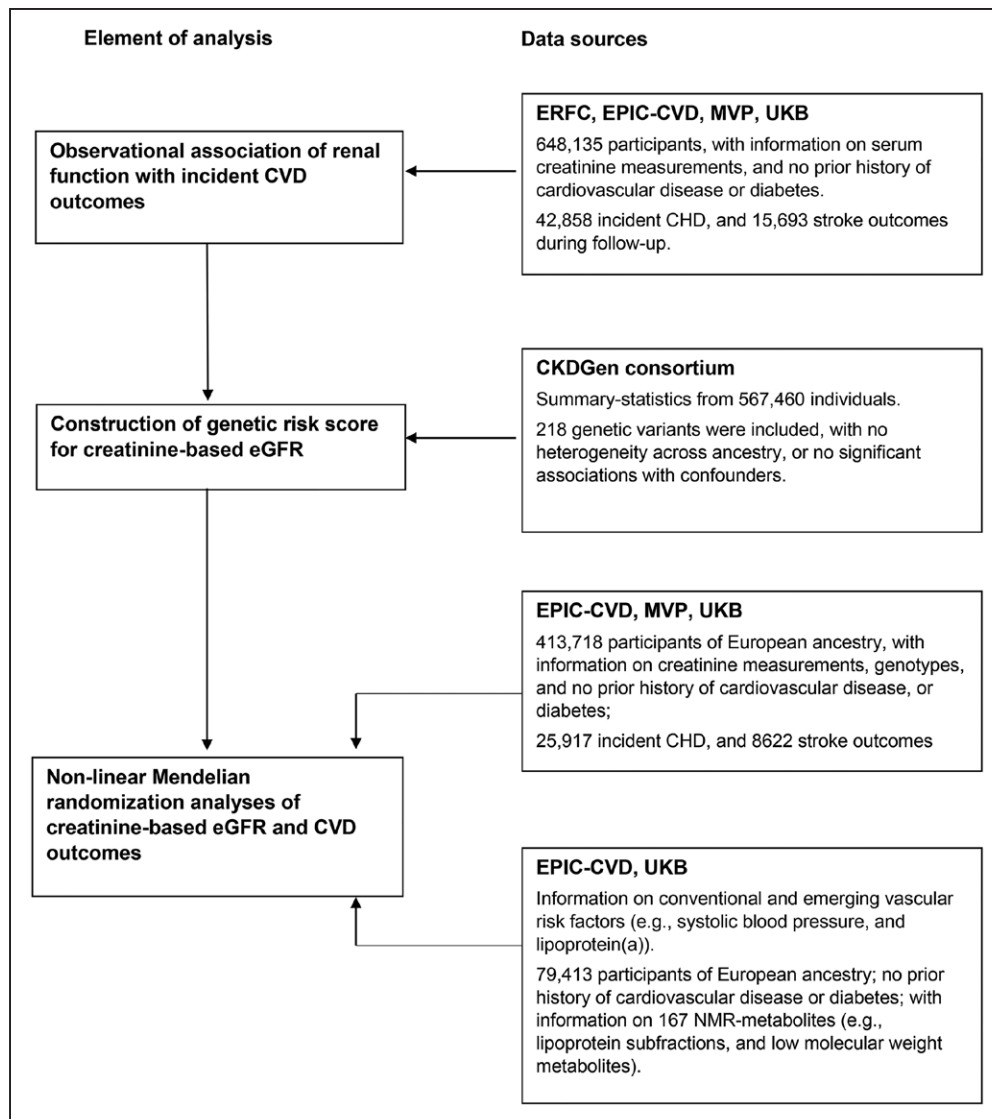 Element of analysis
Data sources
Observational association of renal
function with incident CVD
outcomes
ERFC, EPIC-CVD, MVP, UKB
648,135 participants, with information on serum
creatinine measurements, and no prior history of
cardiovascular disease or diabetes.
42,858 incident CHD, and 15,693 stroke outcomes
during follow-up.
Construction of genetic risk score
for creatinine-based eGFR
CKDGen consortium
Summary-statistics from 567,460 individuals.
218 genetic variants were included, with no
heterogeneity across ancestry, or no significant
associations with confounders.
Non-linear Mendelian
randomization analyses of
creatinine-based eGFR and CVD
outcomes
EPIC-CVD, MVP, UKB
413,718 participants of European ancestry, with
information on creatinine measurements, genotypes,
and no prior history of cardiovascular disease, or
diabetes;
25,917 incident CHD, and 8622 stroke outcomes
EPIC-CVD, UKB
Information on conventional and emerging vascular
risk factors (e.g., systolic blood pressure, and
lipoprotein(a)).
79,413 participants of European ancestry; no prior
history of cardiovascular disease or diabetes; with
information on 167 NMR-metabolites (e.g.,
lipoprotein subfractions, and low molecular weight
metabolites).